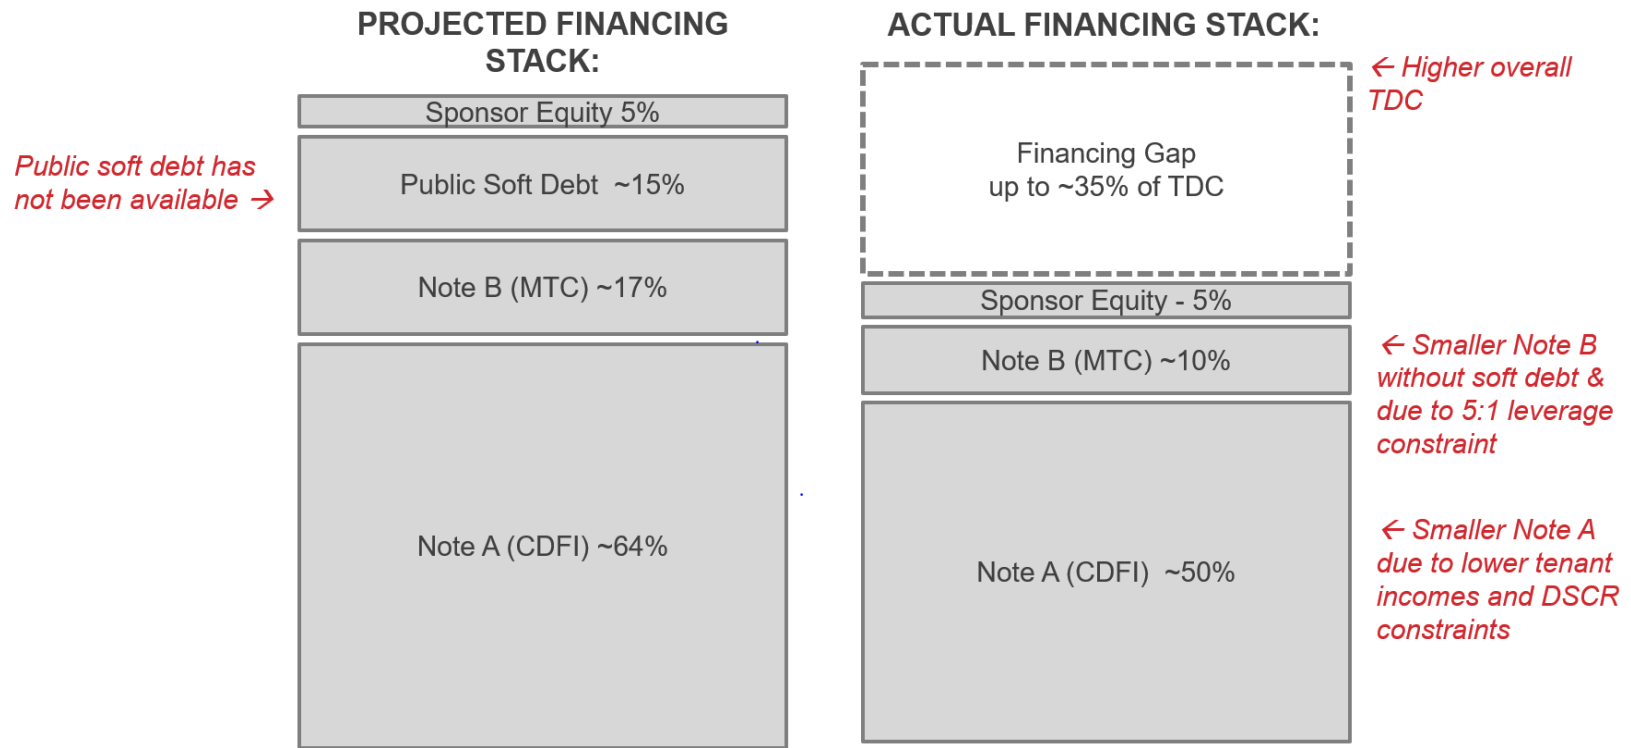 PROJECTED FINANCING
STACK:
Public soft debt has
not been available →
Sponsor Equity 5%
Public Soft Debt  ~15%
Note B (MTC) ~17%
Note A (CDFI) ~64%
ACTUAL FINANCING STACK:
Financing Gap
up to ~35% of TDC
Sponsor Equity - 5%
Note B (MTC) ~10%
Note A (CDFI)  ~50%
← Higher overall
TDC
← Smaller Note B
without soft debt &
due to 5:1 leverage
constraint
← Smaller Note A
due to lower tenant
incomes and DSCR
constraints